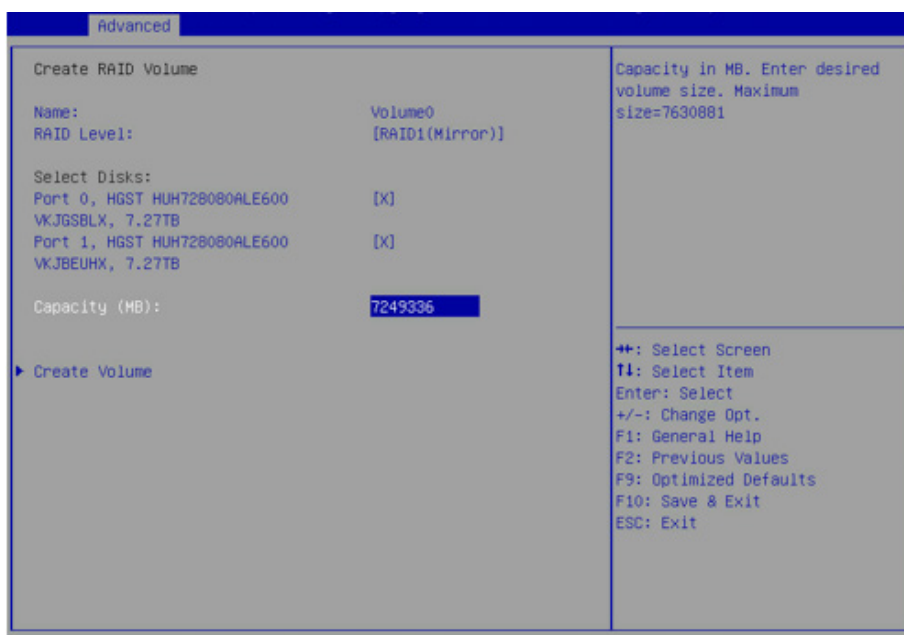 Advanced
Create RAID Volume
Name: Volume0
RAID Level: [RAID1(Mirror)]
Select Disks:
Port 0, HGST HUH728080ALE600 [X]
VKJGSBLX, 7.27TB
Port 1, HGST HUH728080ALE600 [X]
VKJBEUHX, 7.27TB
Capacity (MB): 7249336
Create Volume
Capacity in MB. Enter desired
volume size. Maximum
size=7630881
→←: Select Screen
↑↓: Select Item
Enter: Select
+/-: Change Opt.
F1: General Help
F2: Previous Values
F9: Optimized Defaults
F10: Save & Exit
ESC: Exit